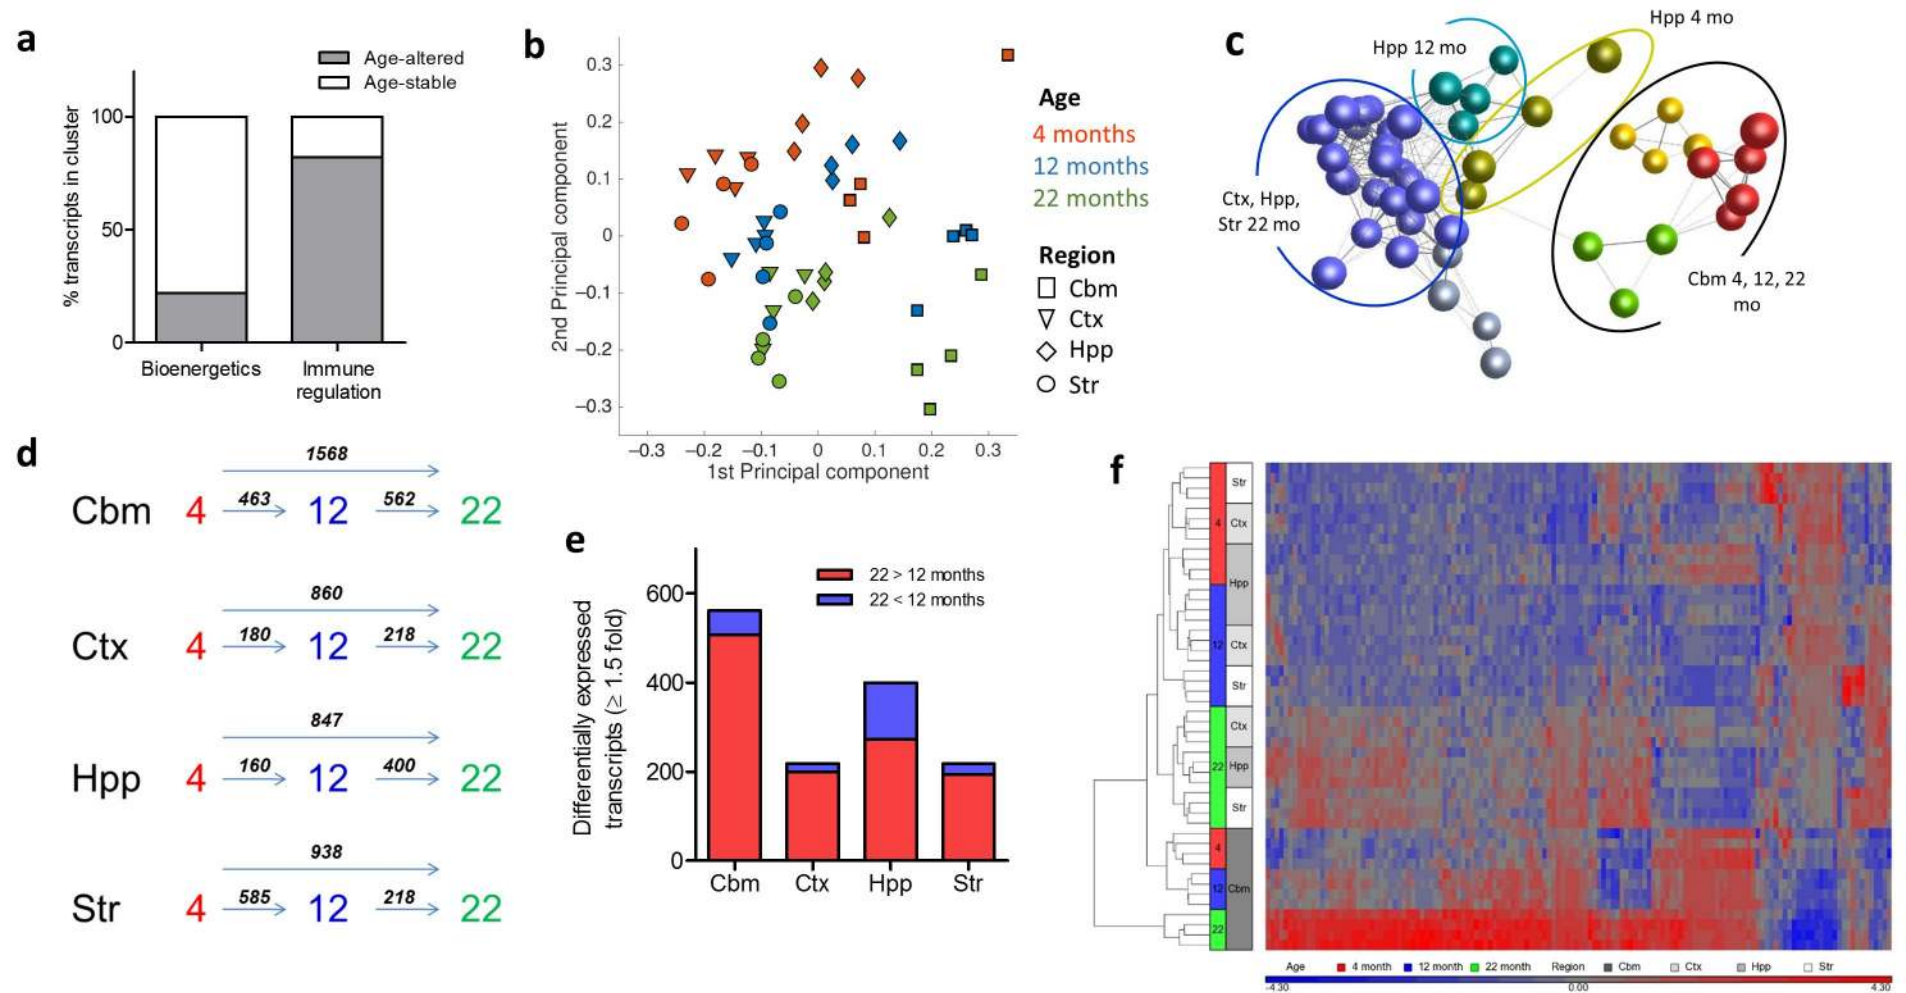 a
Age-altered
Age-stable
% transcripts in cluster
100
50
0
Bioenergetics
Immune
regulation
b
2nd Principal component
0.3
0.2
0.1
0
−0.1
−0.2
−0.3
−0.3 −0.2 −0.1 0 0.1 0.2 0.3
1st Principal component
Age
4 months
12 months
22 months
Region
Cbm
Ctx
Hpp
Str
c
Hpp 4 mo
Hpp 12 mo
Ctx, Hpp,
Str 22 mo
Cbm 4, 12, 22
mo
d
1568
Cbm 4 463 12 562 22
860
Ctx 4 180 12 218 22
847
Hpp 4 160 12 400 22
938
Str 4 585 12 218 22
e
22 > 12 months
22 < 12 months
Differentially expressed
transcripts (≥ 1.5 fold)
600
400
200
0
Cbm Ctx Hpp Str
f
Str
4 Ctx
Hpp
12 Ctx
Str
Ctx
22 Hpp
Str
4
12 Cbm
22
Age 4 month 12 month 22 month Region Cbm Ctx Hpp Str
-4.30 0.00 4.30